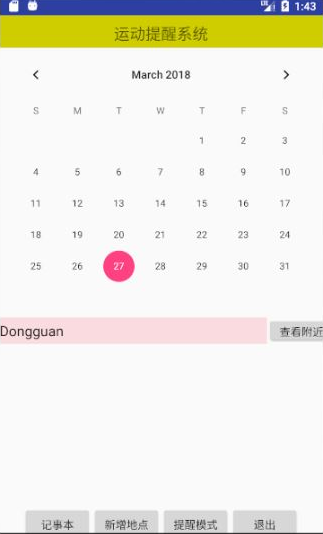 1:43
运动提醒系统
March 2018
S M T W T F S
1 2 3
4 5 6 7 8 9 10
11 12 13 14 15 16 17
18 19 20 21 22 23 24
25 26 27 28 29 30 31
Dongguan 查看附近
记事本 新增地点 提醒模式 退出